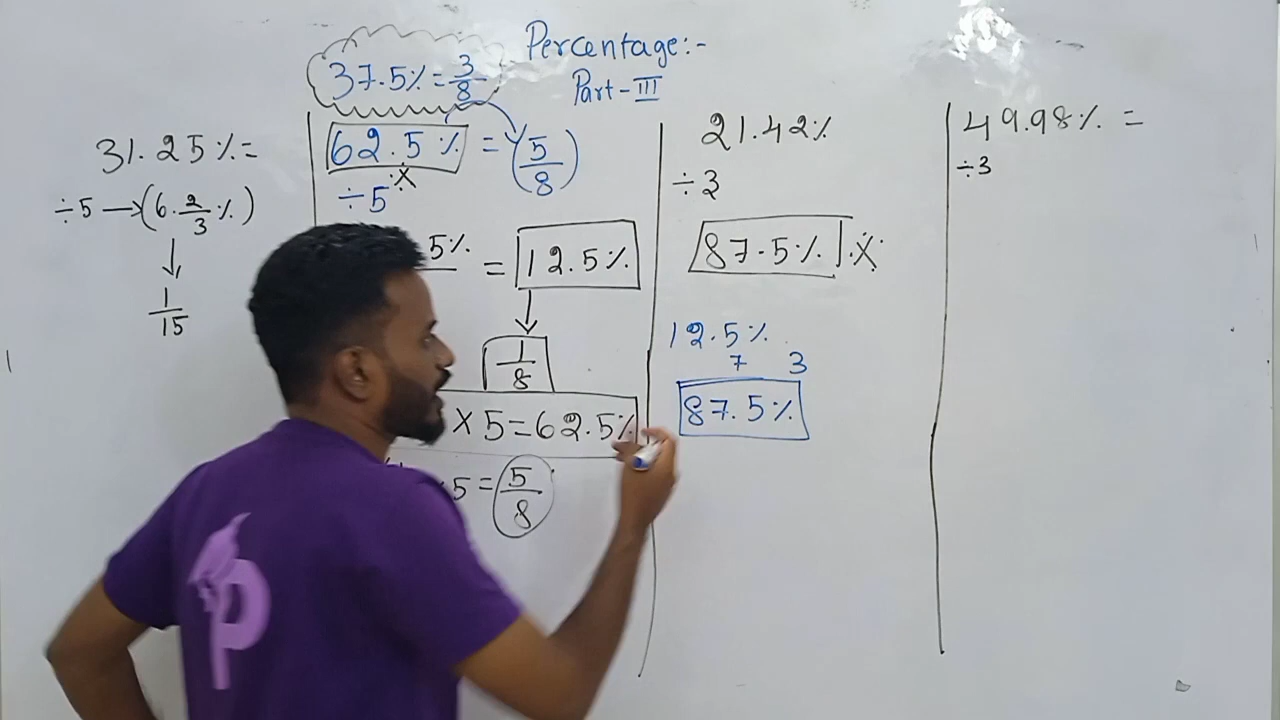 Percentage:-
Part-III
37.5% = 3/8
31.25% =
÷5 → (6.2/3 %)
↓
1/15
62.5% = (5/8)
÷5
5% = 12.5%
↓
1/8
× 5 = 62.5%
5 = 5/8
21.42%
÷3
87.5%
12.5%
7 3
87.5%
49.98% =
÷3